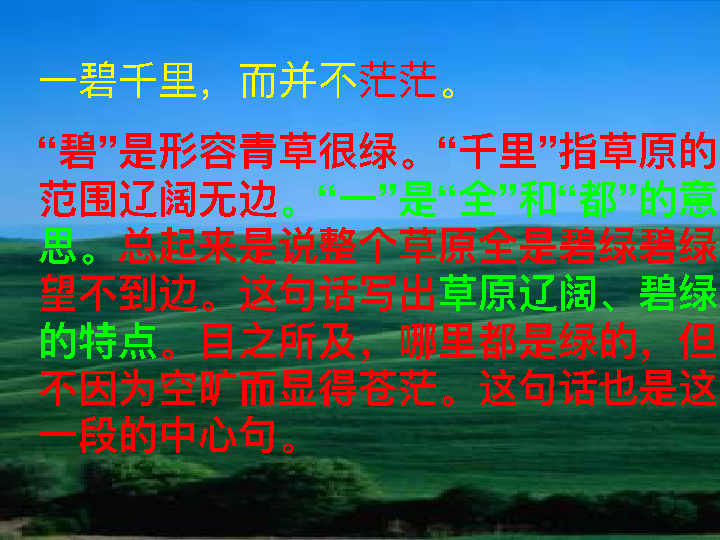 一碧千里，而并不茫茫。
“碧”是形容青草很绿。“千里”指草原的
范围辽阔无边。“一”是“全”和“都”的意
思。总起来是说整个草原全是碧绿碧绿
望不到边。这句话写出草原辽阔、碧绿
的特点。目之所及，哪里都是绿的，但
不因为空旷而显得苍茫。这句话也是这
一段的中心句。